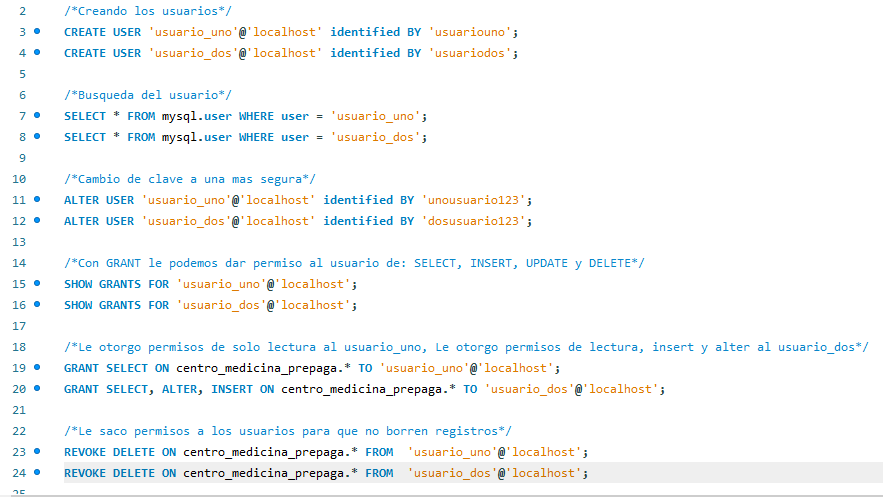 2 /*Creando los usuarios*/
3 CREATE USER 'usuario_uno'@'localhost' identified BY 'usuariouno';
4 CREATE USER 'usuario_dos'@'localhost' identified BY 'usuariodos';
5
6 /*Busqueda del usuario*/
7 SELECT * FROM mysql.user WHERE user = 'usuario_uno';
8 SELECT * FROM mysql.user WHERE user = 'usuario_dos';
9
10 /*Cambio de clave a una mas segura*/
11 ALTER USER 'usuario_uno'@'localhost' identified BY 'unousuario123';
12 ALTER USER 'usuario_dos'@'localhost' identified BY 'dosusuario123';
13
14 /*Con GRANT le podemos dar permiso al usuario de: SELECT, INSERT, UPDATE y DELETE*/
15 SHOW GRANTS FOR 'usuario_uno'@'localhost';
16 SHOW GRANTS FOR 'usuario_dos'@'localhost';
17
18 /*Le otorgo permisos de solo lectura al usuario_uno, Le otorgo permisos de lectura, insert y alter al usuario_dos*/
19 GRANT SELECT ON centro_medicina_prepaga.* TO 'usuario_uno'@'localhost';
20 GRANT SELECT, ALTER, INSERT ON centro_medicina_prepaga.* TO 'usuario_dos'@'localhost';
21
22 /*Le saco permisos a los usuarios para que no borren registros*/
23 REVOKE DELETE ON centro_medicina_prepaga.* FROM  'usuario_uno'@'localhost';
24 REVOKE DELETE ON centro_medicina_prepaga.* FROM  'usuario_dos'@'localhost';